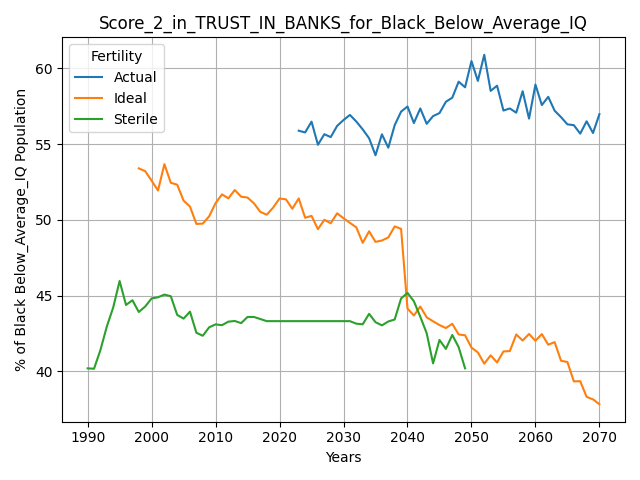 Score_2_in_TRUST_IN_BANKS_for_Black_Below_Average_IQ
Fertility
Actual
Ideal
Sterile
% of Black Below_Average_IQ Population
60
55
50
45
40
1990 2000 2010 2020 2030 2040 2050 2060 2070
Years